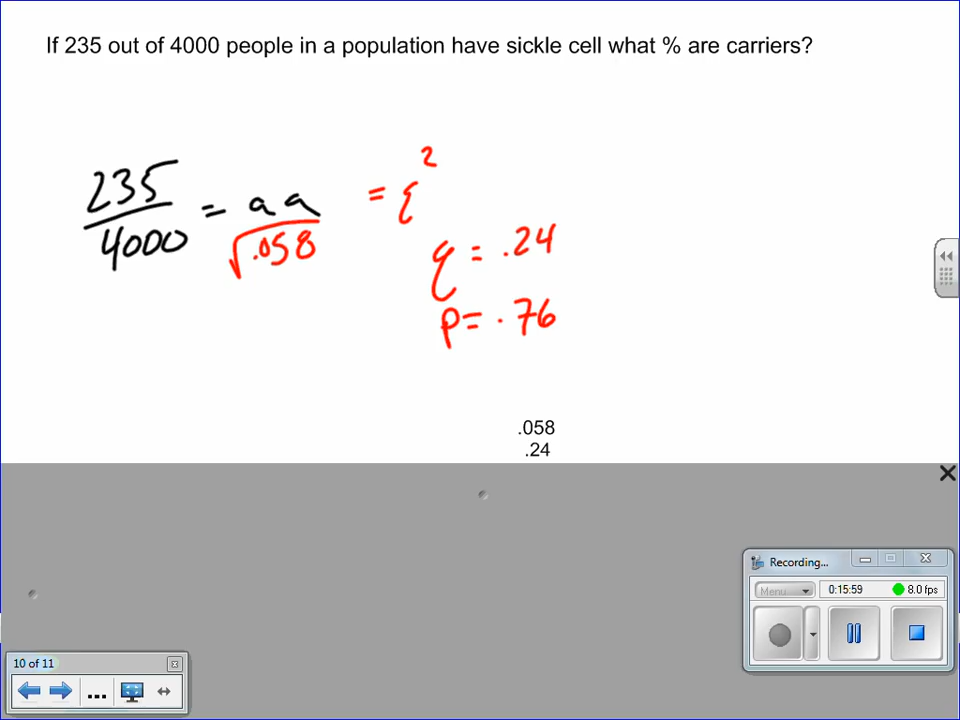 If 235 out of 4000 people in a population have sickle cell what % are carriers?
235/4000 = aa = q²
√.058
q = .24
p = .76
.058
.24
Recording...
Menu
0:15:59
8.0 fps
10 of 11
...